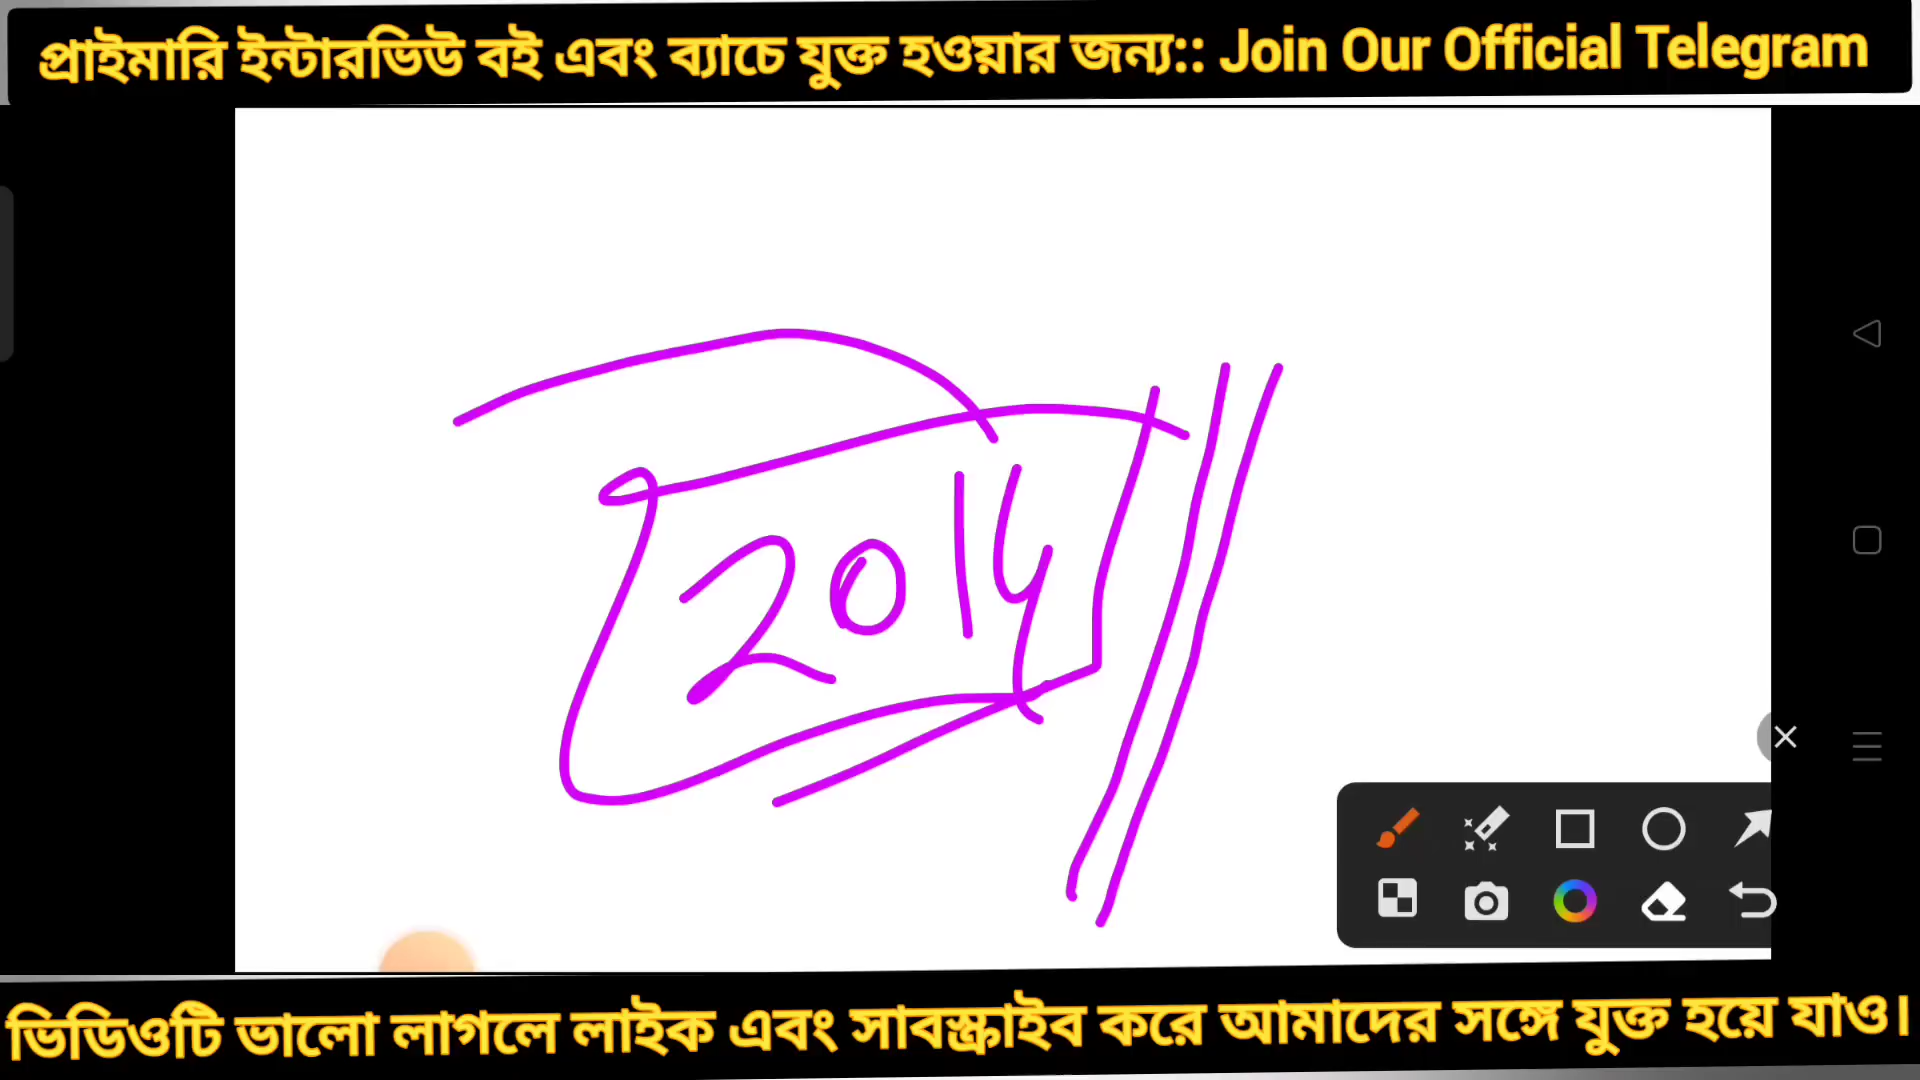 প্রাইমারি ইন্টারভিউ বই এবং ব্যাচে যুক্ত হওয়ার জন্য:: Join Our Official Telegram
2014
ভিডিওটি ভালো লাগলে লাইক এবং সাবস্ক্রাইব করে আমাদের সঙ্গে যুক্ত হয়ে যাও।